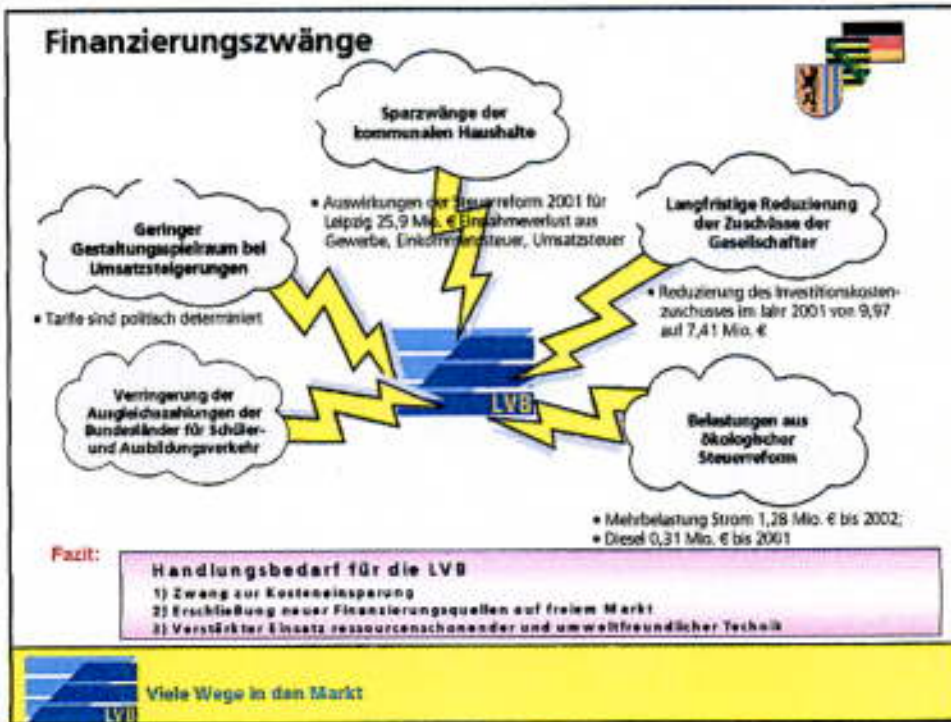 Finanzierungszwänge
Sparzwänge der
kommunalen Haushalte
• Auswirkungen der Steuerreform 2001 für
Leipzig 25,9 Mio. € Einnahmeverlust aus
Gewerbe, Einkommensteuer, Umsatzsteuer
Geringer
Gestaltungsspielraum bei
Umsatzsteigerungen
• Tarife sind politisch determiniert
Langfristige Reduzierung
der Zuschüsse der
Gesellschafter
• Reduzierung des Investitionskosten-
zuschusses im Jahr 2001 von 9,97
auf 7,41 Mio. €
Verringerung der
Ausgleichszahlungen der
Bundesländer für Schüler-
und Ausbildungsverkehr
LVB
Belastungen aus
ökologischer
Steuerreform
• Mehrbelastung Strom 1,28 Mio. € bis 2002;
• Diesel 0,31 Mio. € bis 2001
Fazit:
Handlungsbedarf für die LVB
1) Zwang zur Kosteneinsparung
2) Erschließung neuer Finanzierungsquellen auf freiem Markt
3) Verstärkter Einsatz ressourcenschonender und umweltfreundlicher Technik
Viele Wege in den Markt
LVB